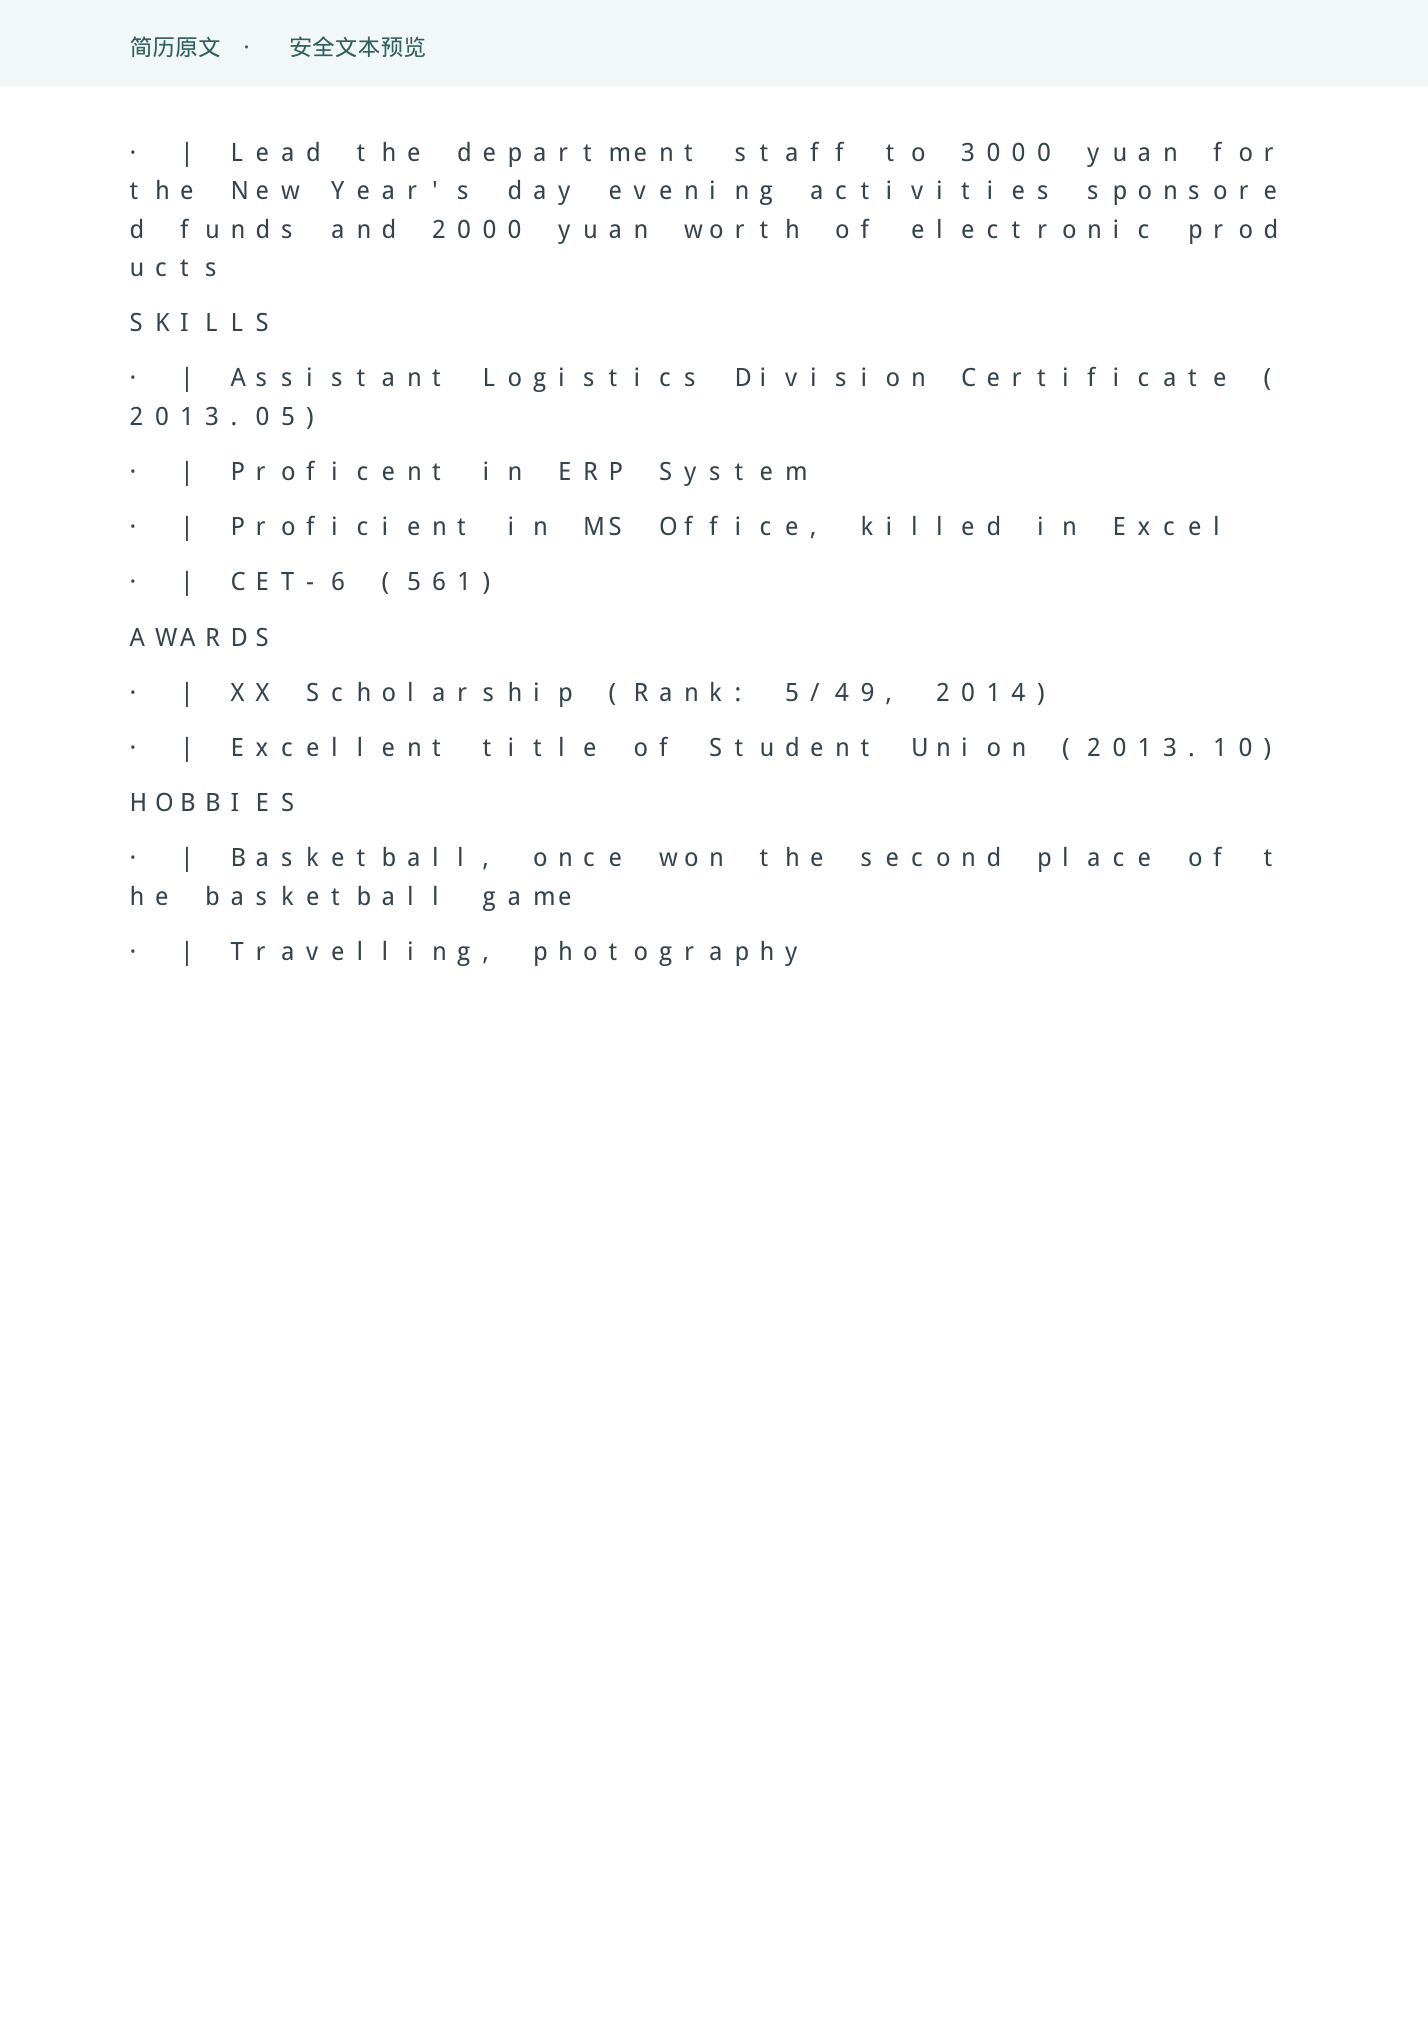 简历原文 · 安全文本预览
· | Lead the department staff to 3000 yuan for
the New Year's day evening activities sponsore
d funds and 2000 yuan worth of electronic prod
ucts
SKILLS
· | Assistant Logistics Division Certificate (
2013.05)
· | Proficent in ERP System
· | Proficient in MS Office, killed in Excel
· | CET-6 (561)
AWARDS
· | XX Scholarship (Rank: 5/49, 2014)
· | Excellent title of Student Union (2013.10)
HOBBIES
· | Basketball, once won the second place of t
he basketball game
· | Travelling, photography